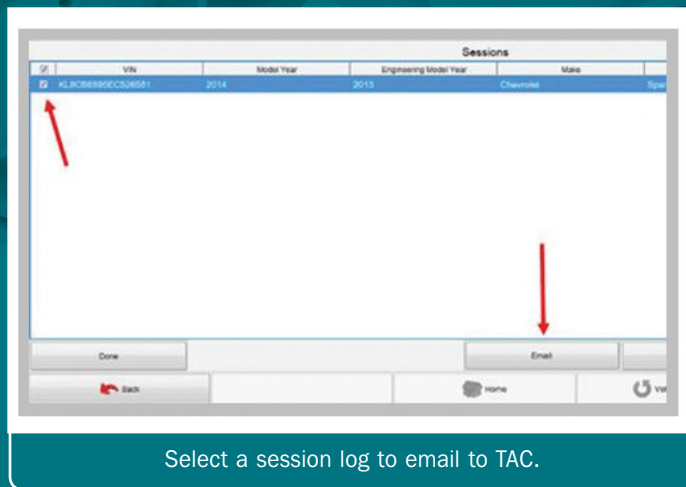 Sessions
VIN Model Year Engineering Model Year Make
2014 2013 Chevrolet Spar
Done Email
Back Home
Select a session log to email to TAC.